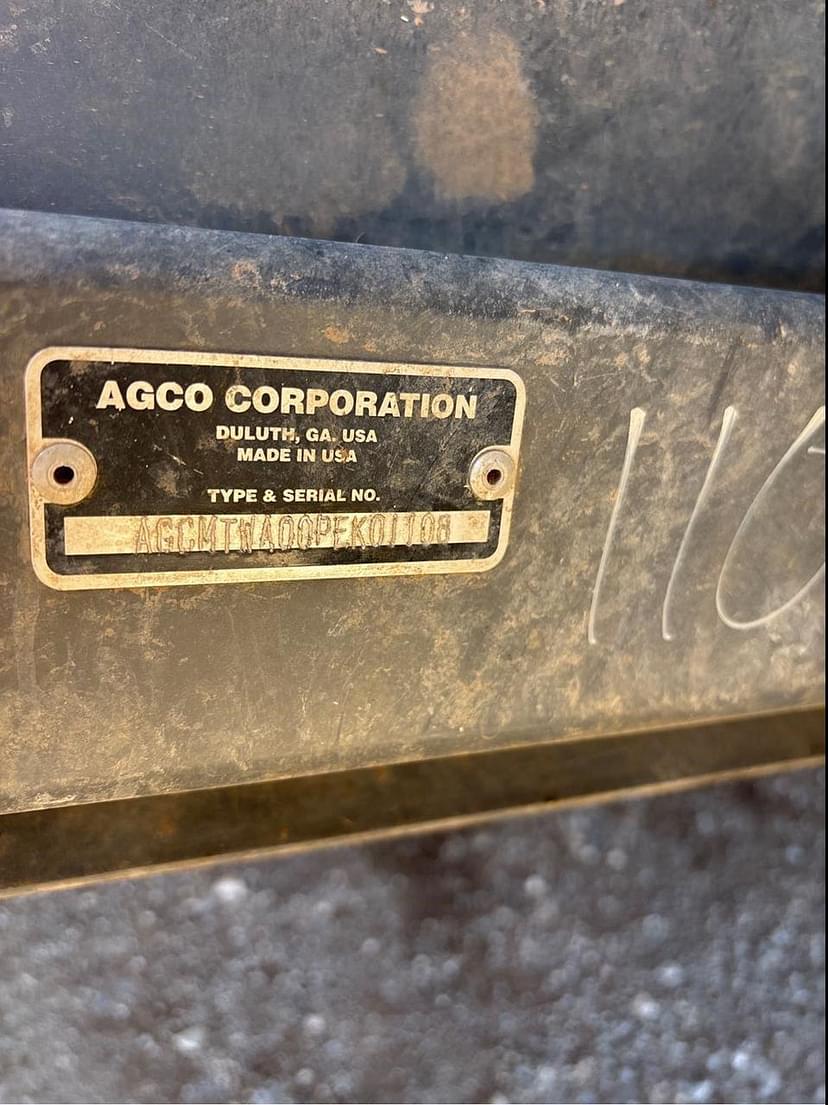 AGCO CORPORATION
DULUTH, GA. USA
MADE IN USA
TYPE & SERIAL NO.
AGCMTWA00PEK01108
110